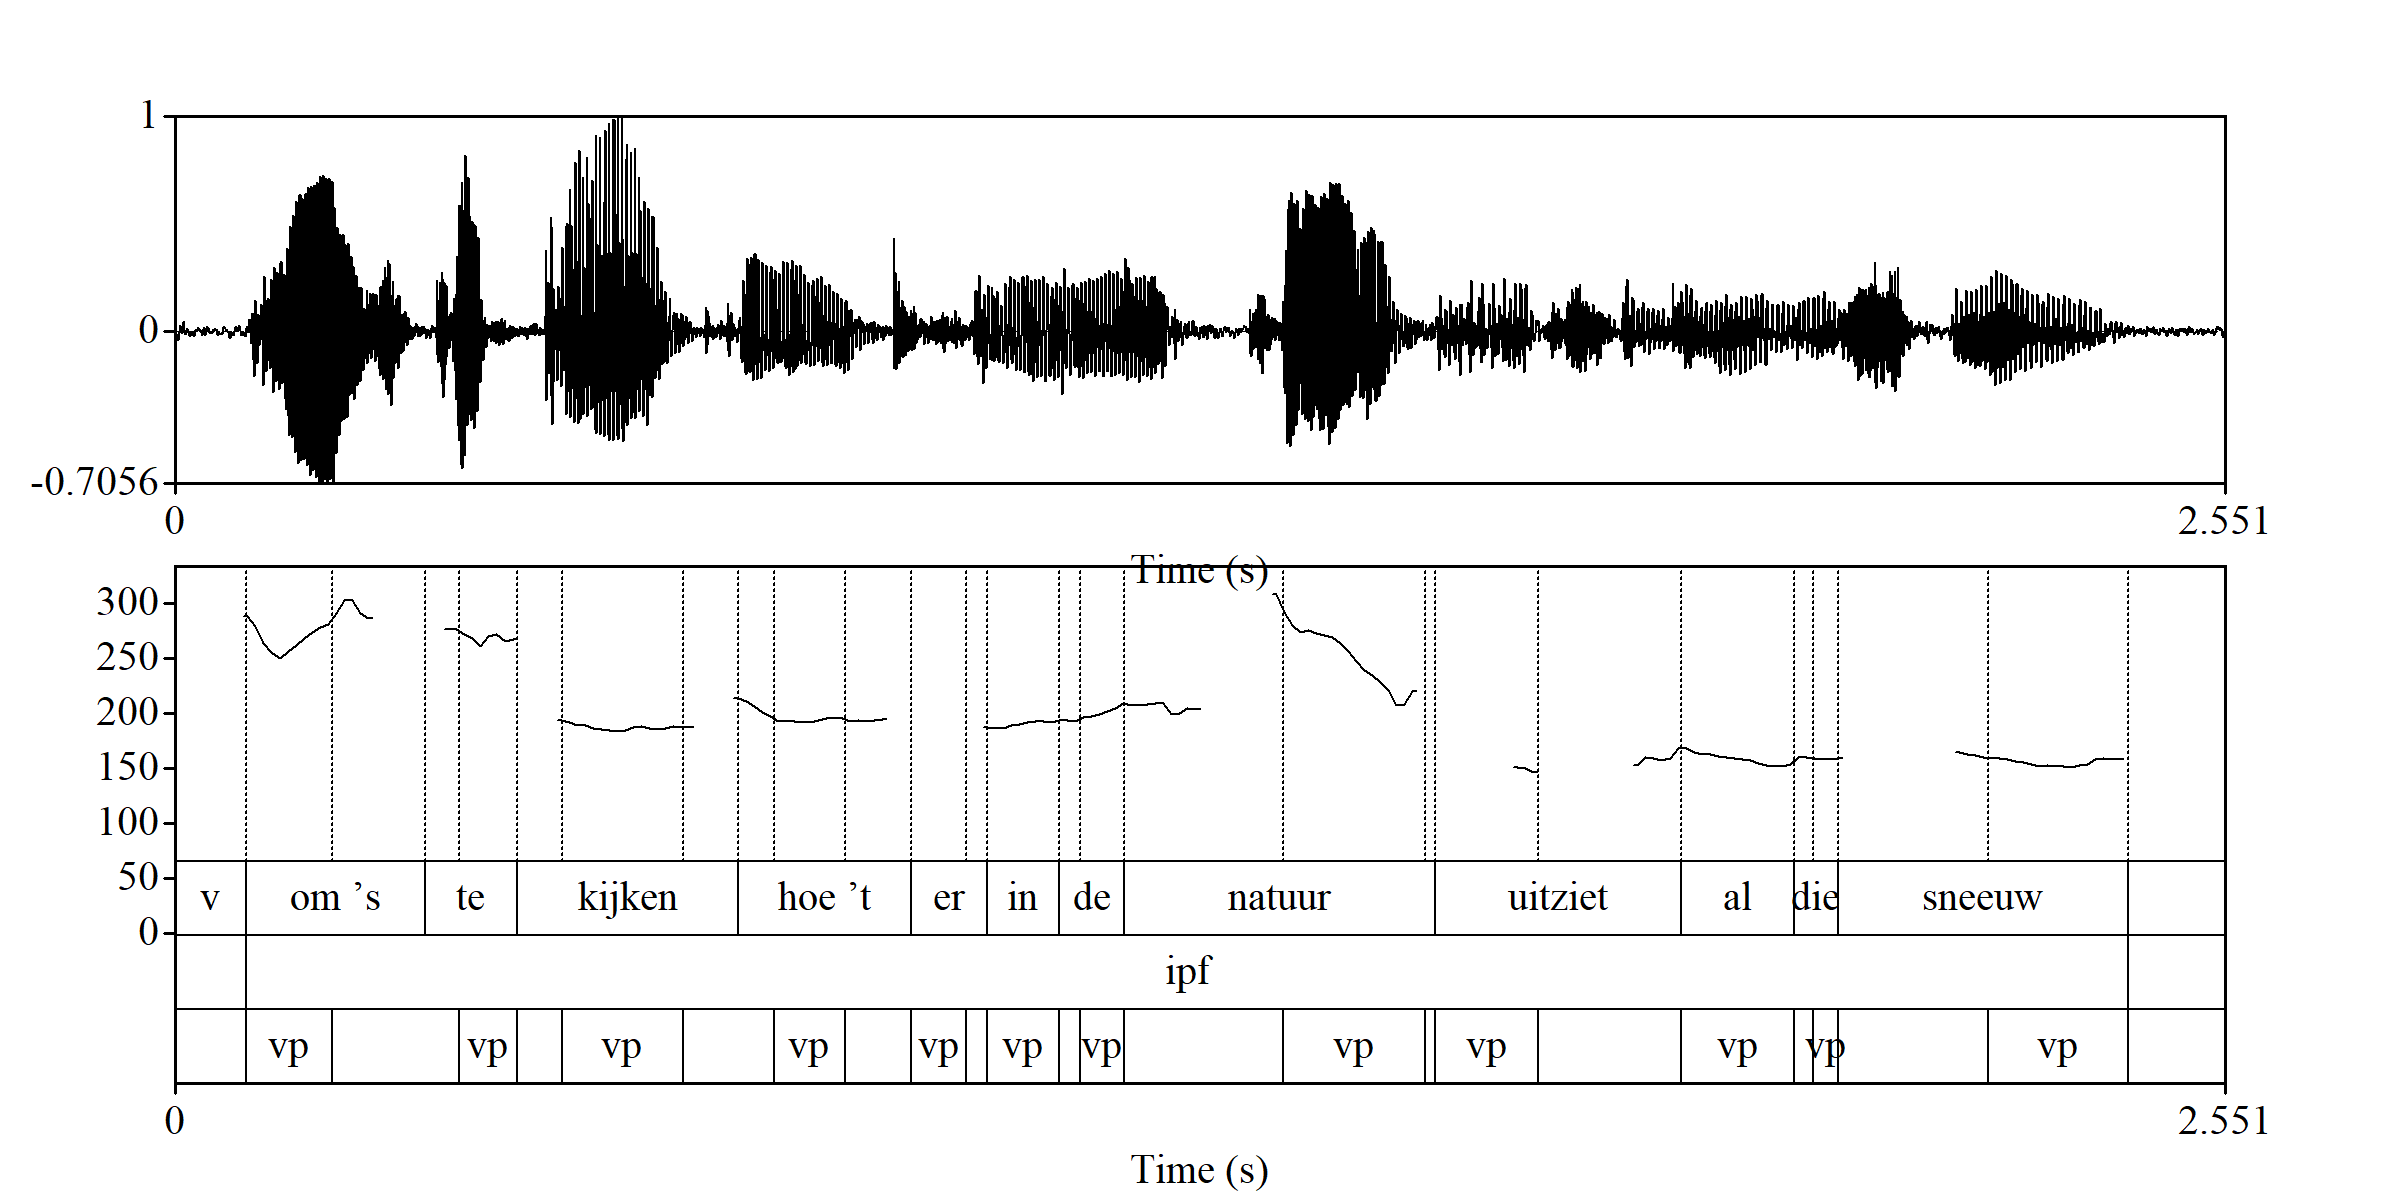 1
0
-0.7056
0 2.551
Time (s)
300
250
200
150
100
50
0
v om ’s te kijken hoe ’t er in de natuur uitziet al die sneeuw
ipf
vp vp vp vp vp vp vp vp vp vp vp vp
0 2.551
Time (s)